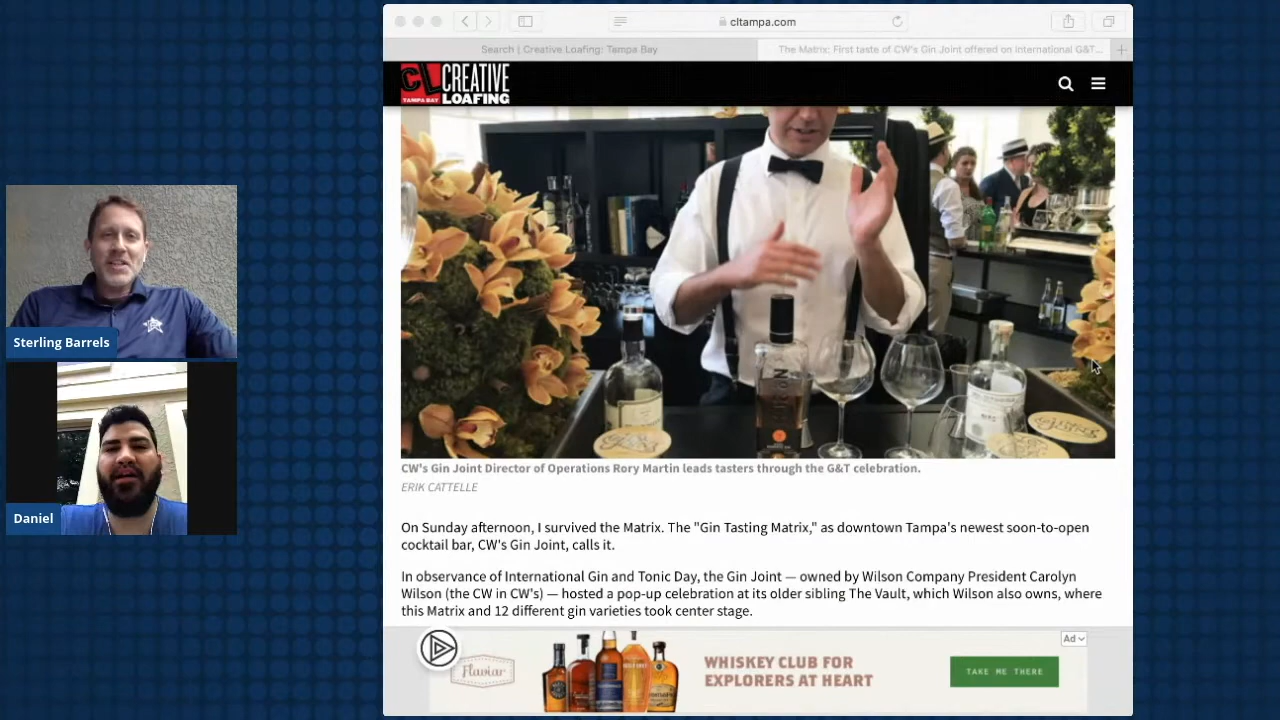 cltampa.com
Search | Creative Loafing: Tampa Bay
The Matrix: First taste of CW's Gin Joint offered on International G&T...
CL
TAMPA BAY
CREATIVE
LOAFING
Sterling Barrels
Daniel
CW's Gin Joint Director of Operations Rory Martin leads tasters through the G&T celebration.
ERIK CATTELLE
On Sunday afternoon, I survived the Matrix. The "Gin Tasting Matrix," as downtown Tampa's newest soon-to-open
cocktail bar, CW's Gin Joint, calls it.
In observance of International Gin and Tonic Day, the Gin Joint — owned by Wilson Company President Carolyn
Wilson (the CW in CW's) — hosted a pop-up celebration at its older sibling The Vault, which Wilson also owns, where
this Matrix and 12 different gin varieties took center stage.
Ad
Flaviar
WHISKEY CLUB FOR
EXPLORERS AT HEART
TAKE ME THERE